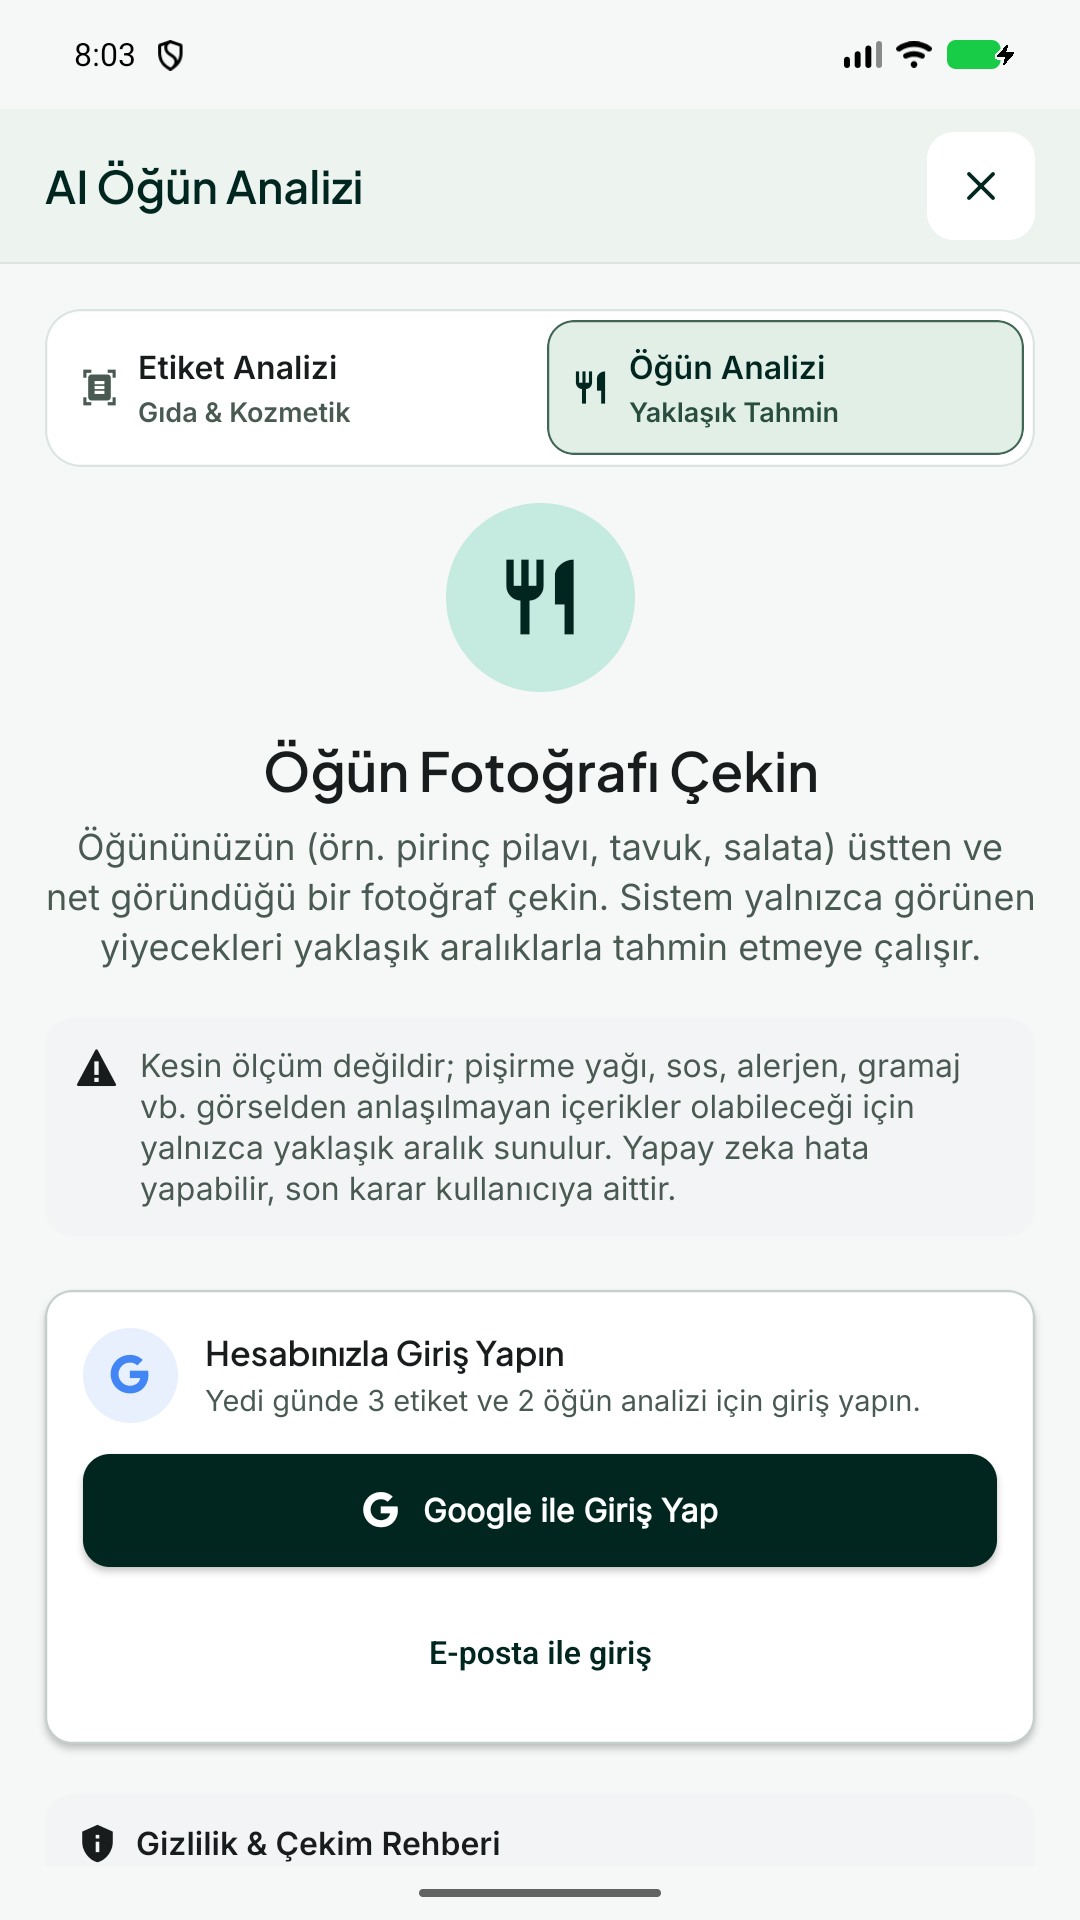 8:03
AI Öğün Analizi
Etiket Analizi
Gıda & Kozmetik
Öğün Analizi
Yaklaşık Tahmin
Öğün Fotoğrafı Çekin
Öğününüzün (örn. pirinç pilavı, tavuk, salata) üstten ve
net göründüğü bir fotoğraf çekin. Sistem yalnızca görünen
yiyecekleri yaklaşık aralıklarla tahmin etmeye çalışır.
Kesin ölçüm değildir; pişirme yağı, sos, alerjen, gramaj
vb. görselden anlaşılmayan içerikler olabileceği için
yalnızca yaklaşık aralık sunulur. Yapay zeka hata
yapabilir, son karar kullanıcıya aittir.
Hesabınızla Giriş Yapın
Yedi günde 3 etiket ve 2 öğün analizi için giriş yapın.
Google ile Giriş Yap
E-posta ile giriş
Gizlilik & Çekim Rehberi